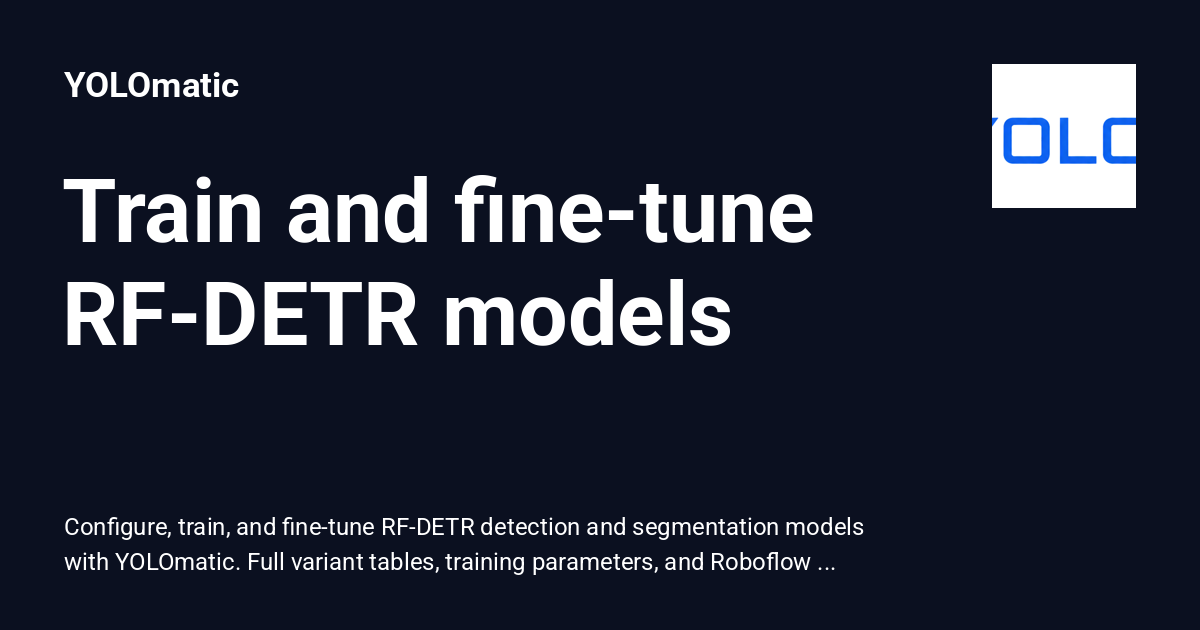 YOLOmatic
YOLO
Train and fine-tune
RF-DETR models
Configure, train, and fine-tune RF-DETR detection and segmentation models
with YOLOmatic. Full variant tables, training parameters, and Roboflow ...